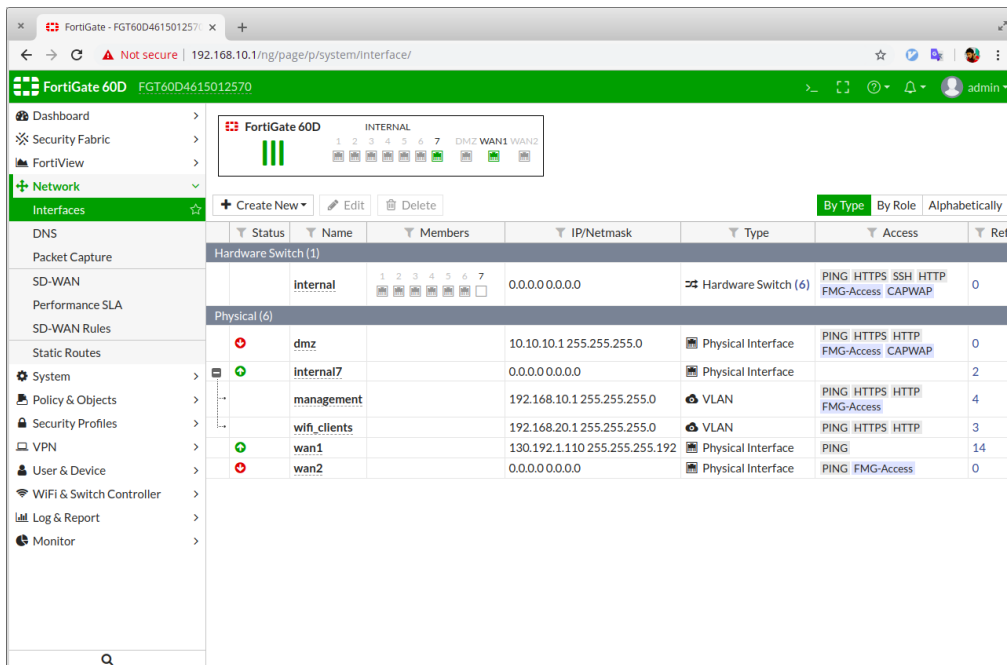 FortiGate - FGT60D4615012570
Not secure | 192.168.10.1/ng/page/p/system/interface/
FortiGate 60D FGT60D4615012570
admin
Dashboard
Security Fabric
FortiView
Network
Interfaces
DNS
Packet Capture
SD-WAN
Performance SLA
SD-WAN Rules
Static Routes
System
Policy & Objects
Security Profiles
VPN
User & Device
WiFi & Switch Controller
Log & Report
Monitor
FortiGate 60D INTERNAL
1 2 3 4 5 6 7 DMZ WAN1 WAN2
Create New Edit Delete By Type By Role Alphabetically
Status Name Members IP/Netmask Type Access Ref
Hardware Switch (1)
1 2 3 4 5 6 7
internal 0.0.0.0 0.0.0.0 Hardware Switch (6) PING HTTPS SSH HTTP 0
FMG-Access CAPWAP
Physical (6)
dmz 10.10.10.1 255.255.255.0 Physical Interface PING HTTPS HTTP 0
FMG-Access CAPWAP
internal7 0.0.0.0 0.0.0.0 Physical Interface 2
management 192.168.10.1 255.255.255.0 VLAN PING HTTPS HTTP 4
FMG-Access
wifi_clients 192.168.20.1 255.255.255.0 VLAN PING HTTPS HTTP 3
wan1 130.192.1.110 255.255.255.192 Physical Interface PING 14
wan2 0.0.0.0 0.0.0.0 Physical Interface PING FMG-Access 0